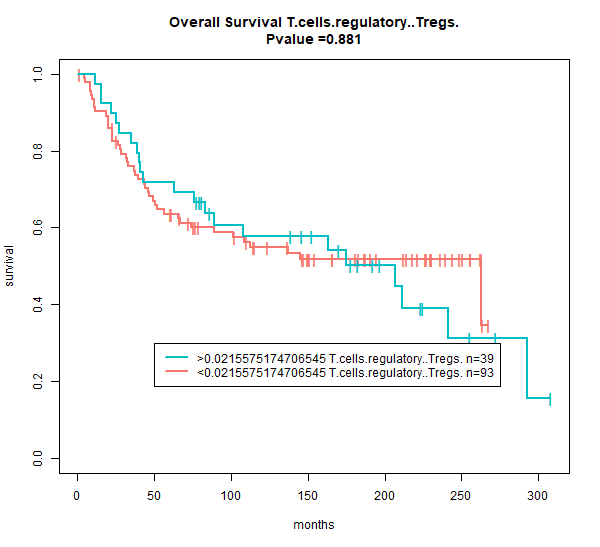 Overall Survival T.cells.regulatory..Tregs.
Pvalue =0.881
survival
1.0
0.8
0.6
0.4
0.2
0.0
>0.0215575174706545 T.cells.regulatory..Tregs. n=39
<0.0215575174706545 T.cells.regulatory..Tregs. n=93
0 50 100 150 200 250 300
months